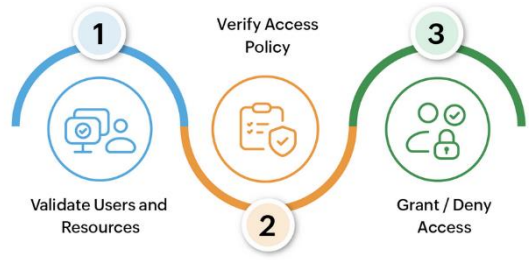 1
Validate Users and
Resources
Verify Access
Policy
2
3
Grant / Deny
Access